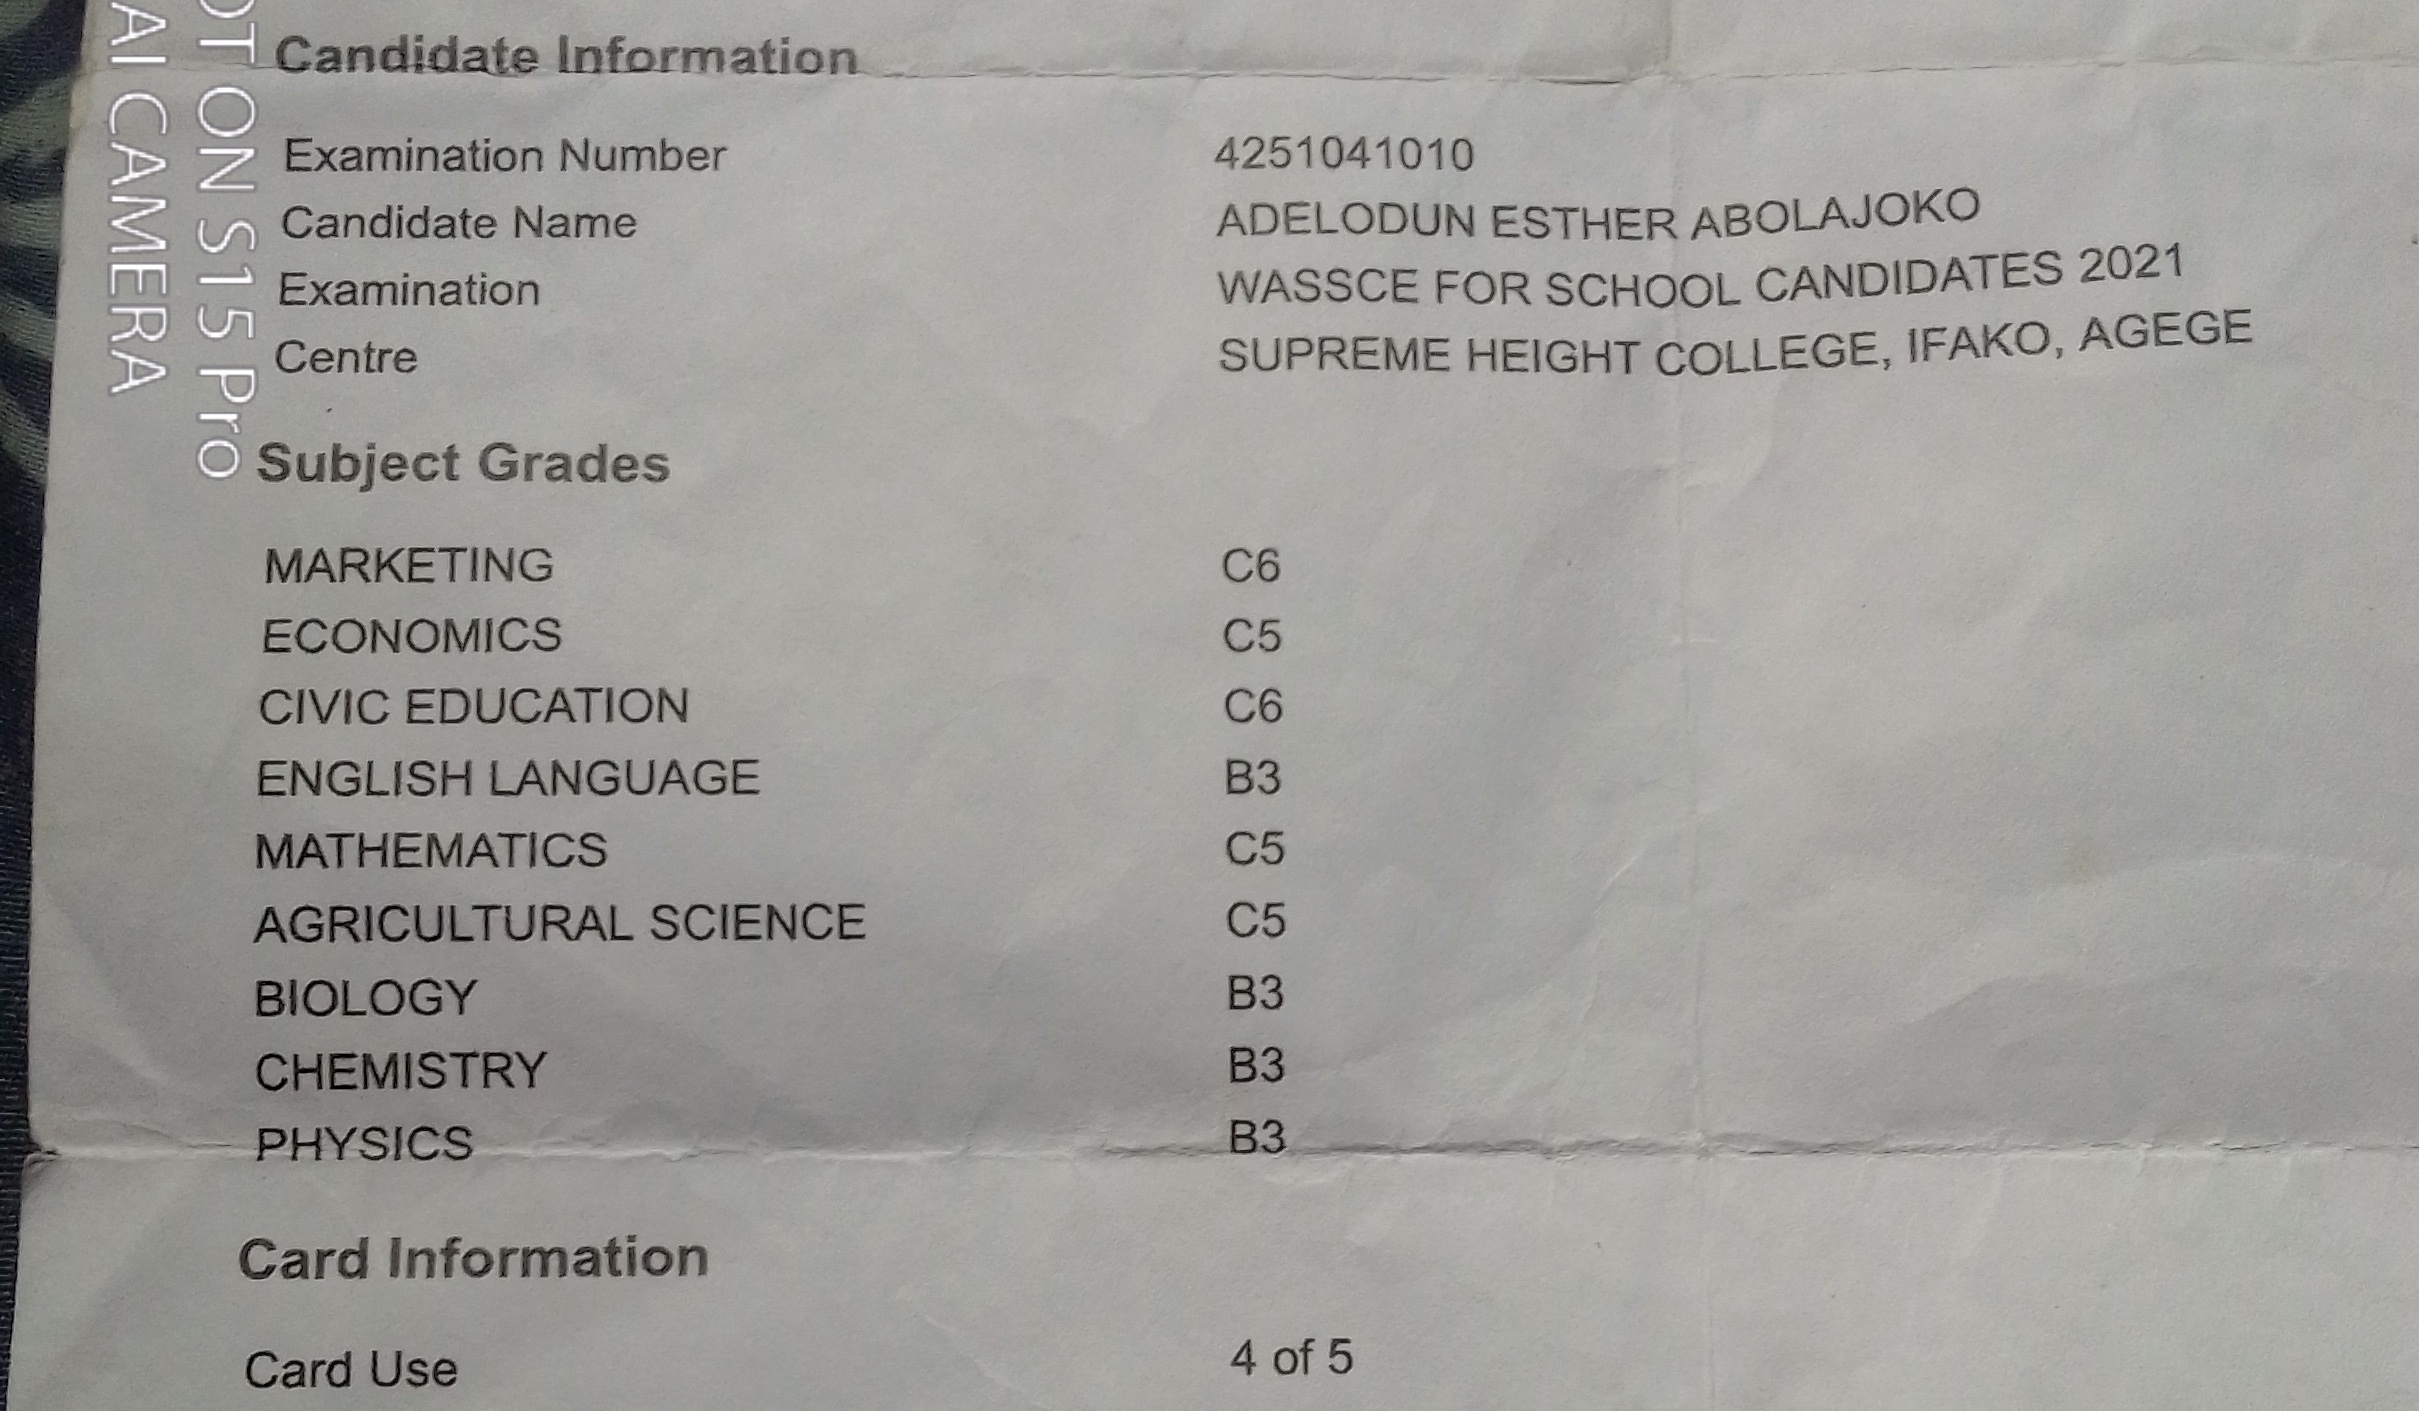 Candidate Information
Examination Number 4251041010
Candidate Name ADELODUN ESTHER ABOLAJOKO
Examination WASSCE FOR SCHOOL CANDIDATES 2021
Centre SUPREME HEIGHT COLLEGE, IFAKO, AGEGE
Subject Grades
MARKETING C6
ECONOMICS C5
CIVIC EDUCATION C6
ENGLISH LANGUAGE B3
MATHEMATICS C5
AGRICULTURAL SCIENCE C5
BIOLOGY B3
CHEMISTRY B3
PHYSICS B3
Card Information
Card Use 4 of 5
ON S15 Pro
AI CAMERA